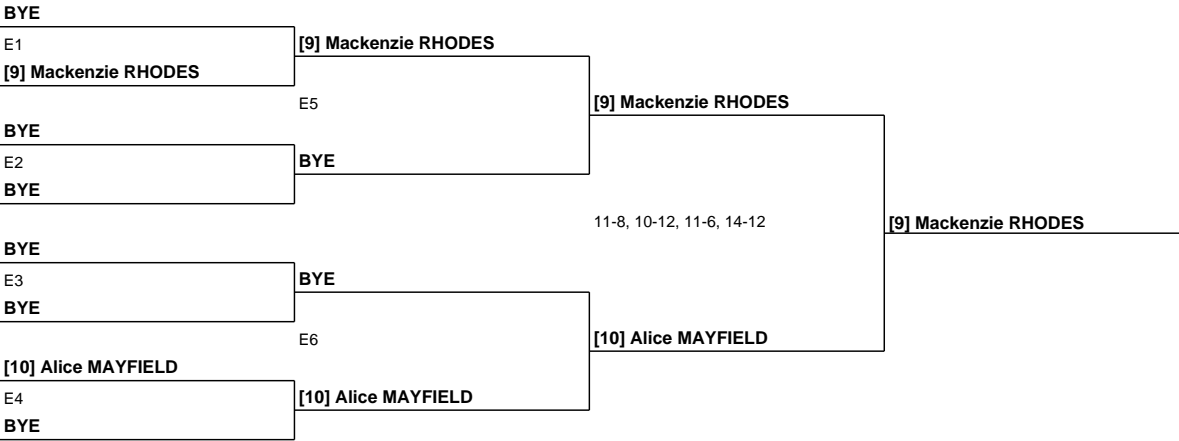 BYE
E1
[9] Mackenzie RHODES
[9] Mackenzie RHODES
E5
[9] Mackenzie RHODES
BYE
E2
BYE
BYE
11-8, 10-12, 11-6, 14-12
[9] Mackenzie RHODES
BYE
E3
BYE
BYE
E6
[10] Alice MAYFIELD
[10] Alice MAYFIELD
E4
[10] Alice MAYFIELD
BYE